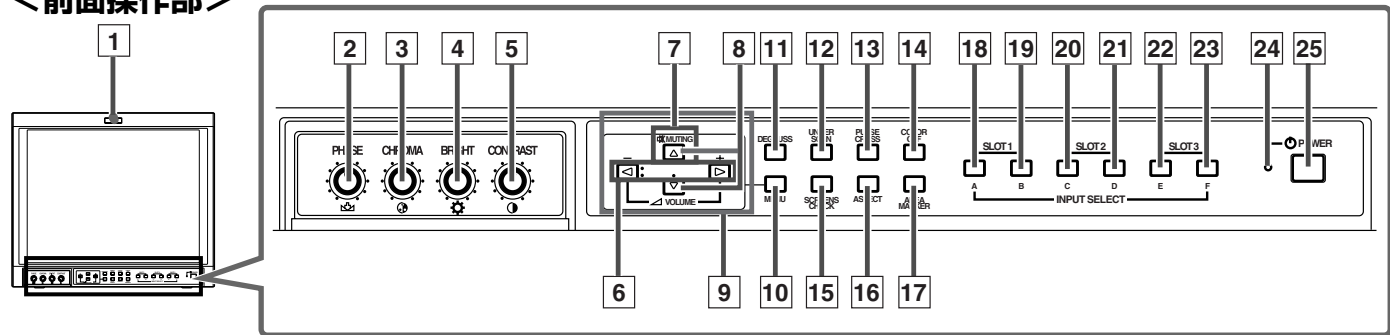 ＜前面操作部＞
1
2 3 4 5 7 8 11 12 13 14 18 19 20 21 22 23 24 25
PHASE CHROMA BRIGHT CONTRAST
MUTING
− +
VOLUME
DEGAUSS UNDER SCAN PULSE CROSS COLOR OFF
MENU SCREENS CHECK ASPECT AREA MARKER
SLOT 1 SLOT 2 SLOT 3
A B C D E F
INPUT SELECT
POWER
6 9 10 15 16 17